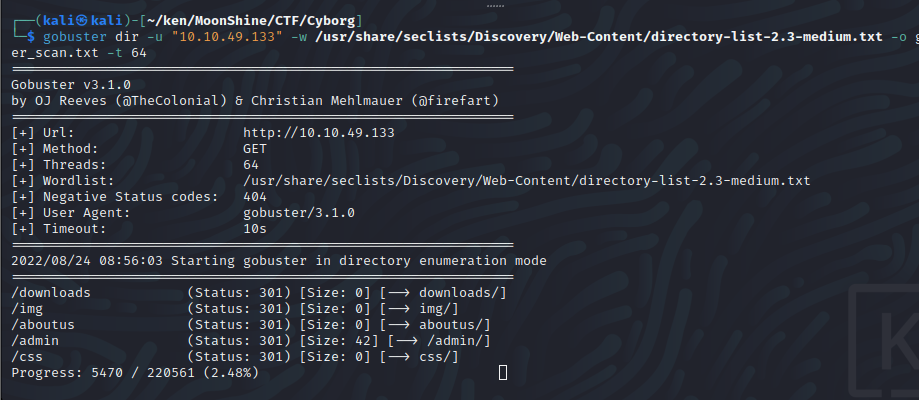 ┌──(kali㉿kali)-[~/ken/MoonShine/CTF/Cyborg]
└─$ gobuster dir -u "10.10.49.133" -w /usr/share/seclists/Discovery/Web-Content/directory-list-2.3-medium.txt -o g
er_scan.txt -t 64
===============================================================
Gobuster v3.1.0
by OJ Reeves (@TheColonial) & Christian Mehlmauer (@firefart)
===============================================================
[+] Url: http://10.10.49.133
[+] Method: GET
[+] Threads: 64
[+] Wordlist: /usr/share/seclists/Discovery/Web-Content/directory-list-2.3-medium.txt
[+] Negative Status codes: 404
[+] User Agent: gobuster/3.1.0
[+] Timeout: 10s
===============================================================
2022/08/24 08:56:03 Starting gobuster in directory enumeration mode
===============================================================
/downloads (Status: 301) [Size: 0] [--> downloads/]
/img (Status: 301) [Size: 0] [--> img/]
/aboutus (Status: 301) [Size: 0] [--> aboutus/]
/admin (Status: 301) [Size: 42] [--> /admin/]
/css (Status: 301) [Size: 0] [--> css/]
Progress: 5470 / 220561 (2.48%)
K